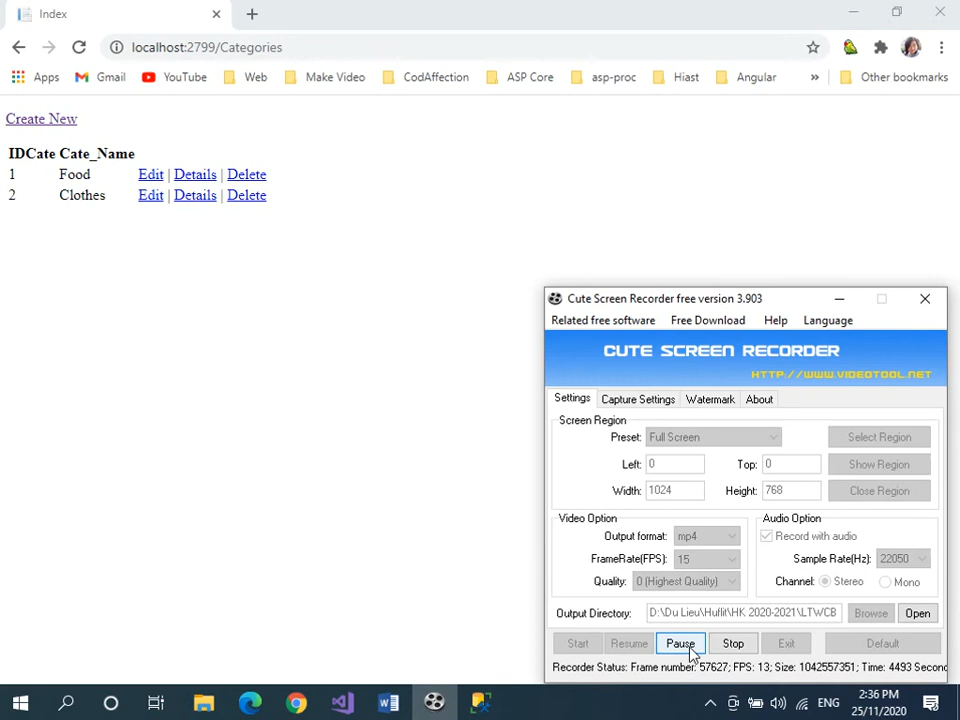 Index
localhost:2799/Categories
Apps Gmail YouTube Web Make Video CodAffection ASP Core asp-proc Hiast Angular » Other bookmarks
Create New
IDCate Cate_Name
1 Food Edit | Details | Delete
2 Clothes Edit | Details | Delete
Cute Screen Recorder free version 3.903
Related free software Free Download Help Language
CUTE SCREEN RECORDER
HTTP://WWW.VIDEOTOOL.NET
Settings Capture Settings Watermark About
Screen Region
Preset: Full Screen Select Region
Left: 0 Top: 0 Show Region
Width: 1024 Height: 768 Close Region
Video Option Audio Option
Output format: mp4 Record with audio
FrameRate(FPS): 15 Sample Rate(Hz): 22050
Quality: 0 (Highest Quality) Channel: Stereo Mono
Output Directory: D:\Du Lieu\Huflit\HK 2020-2021\LTWCB Browse Open
Start Resume Pause Stop Exit Default
Recorder Status: Frame number: 57627; FPS: 13; Size: 1042557351; Time: 4493 Second
ENG 2:36 PM
25/11/2020